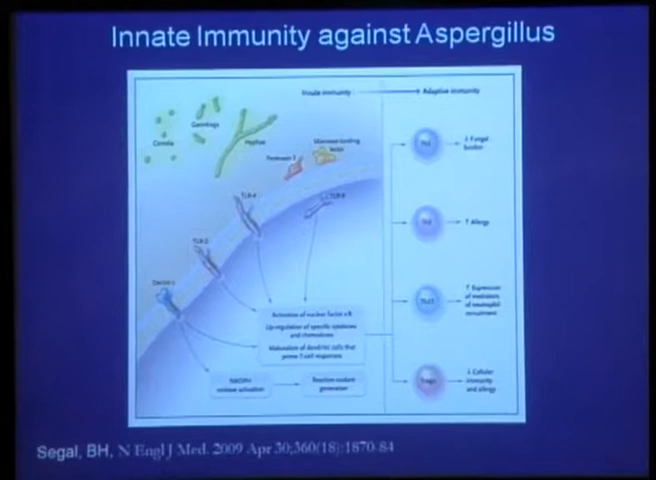 Innate Immunity against Aspergillus
Innate immunity
Adaptive immunity
Conidia
Germlings
Hyphae
Pentraxin 3
Mannose-binding
lectin
TLR-4
TLR-9
TLR-2
Dectin-1
Activation of nuclear factor κB
Up-regulation of specific cytokines
and chemokines
Maturation of dendritic cells that
prime T-cell responses
NADPH
oxidase activation
Reactive oxidant
generation
Th1
↓ Fungal
burden
Th2
↑ Allergy
Th17
↑ Expression
of mediators
of neutrophil
recruitment
Tregs
↓ Cellular
immunity
and allergy
Segal, BH, N Engl J Med. 2009 Apr 30;360(18):1870-84